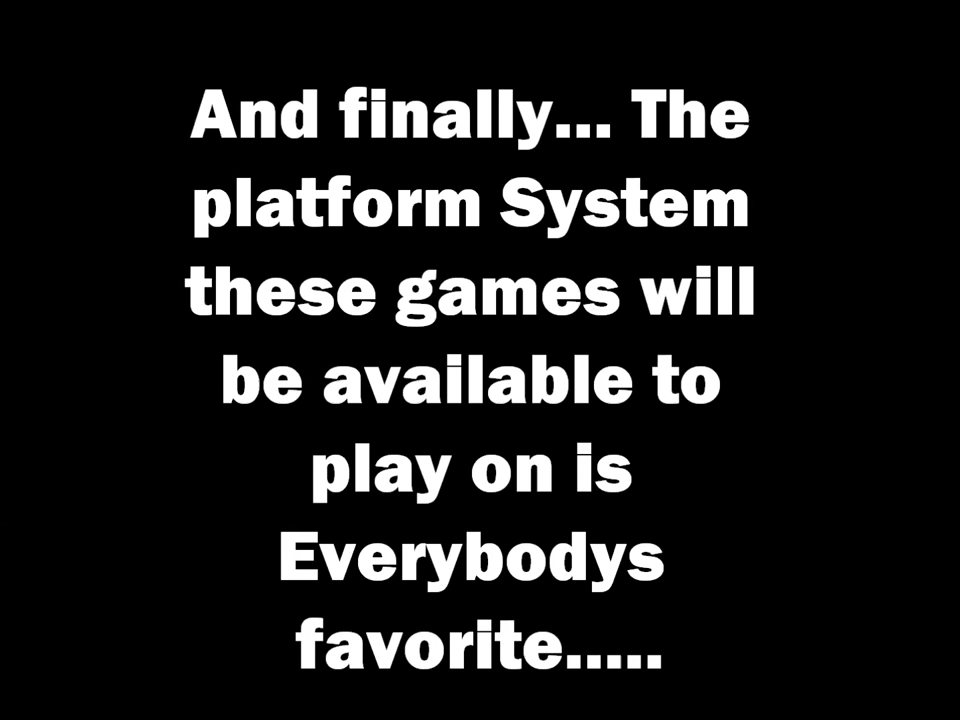 And finally... The
platform System
these games will
be available to
play on is
Everybodys
favorite.....